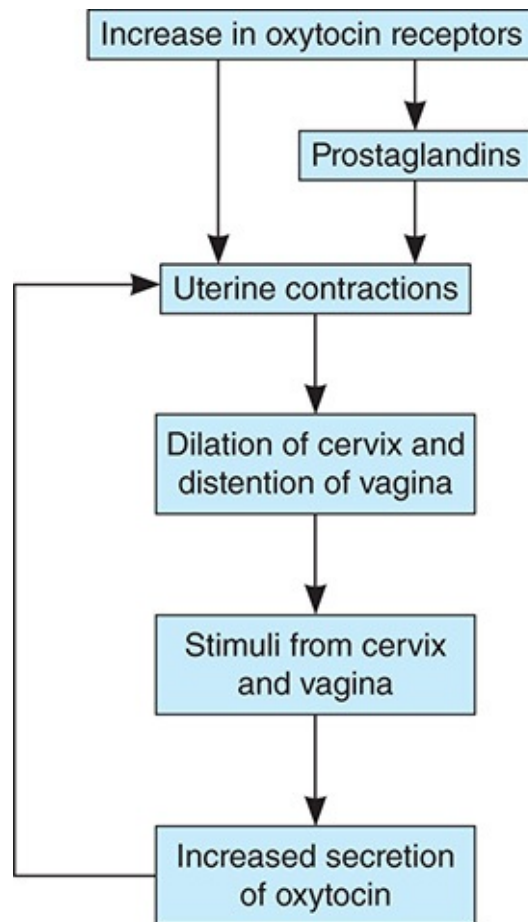 Increase in oxytocin receptors
Prostaglandins
Uterine contractions
Dilation of cervix and
distention of vagina
Stimuli from cervix
and vagina
Increased secretion
of oxytocin